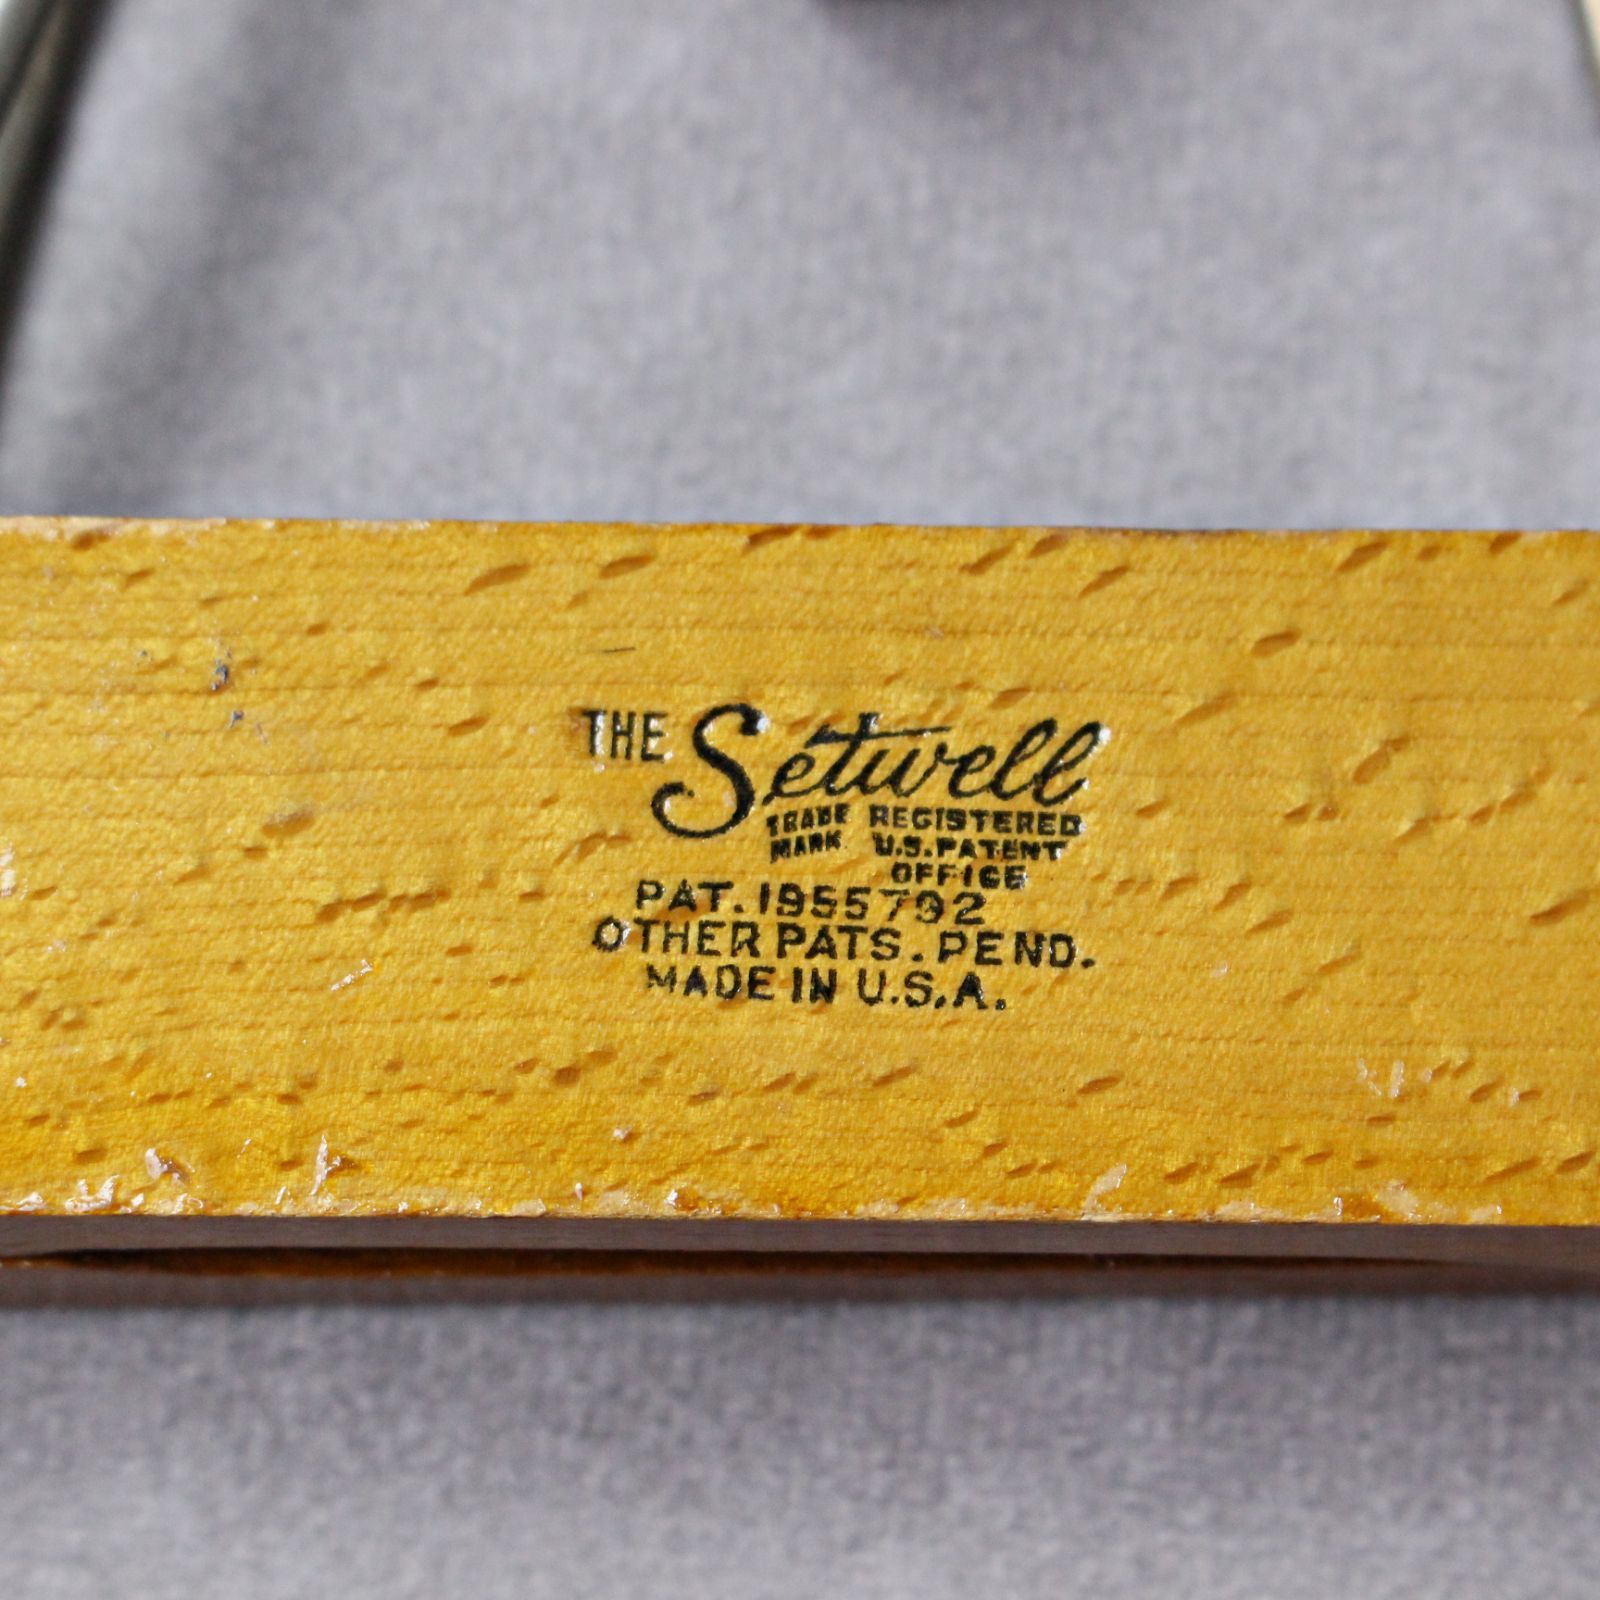 THE Setwell
TRADE REGISTERED
MARK U.S. PATENT
OFFICE
PAT. 1955792
OTHER PATS. PEND.
MADE IN U.S.A.